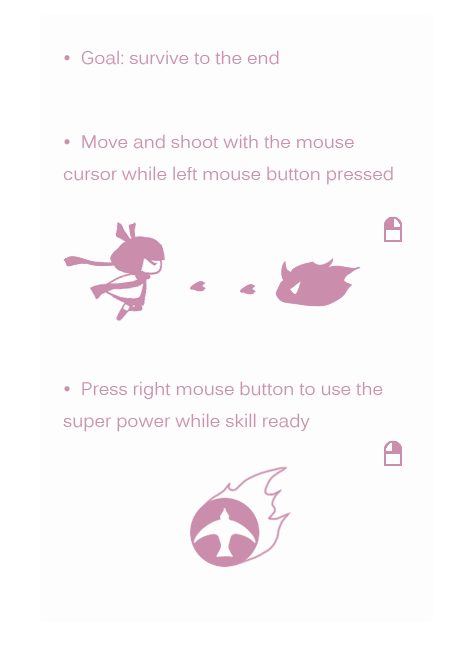 • Goal: survive to the end
• Move and shoot with the mouse
cursor while left mouse button pressed
• Press right mouse button to use the
super power while skill ready